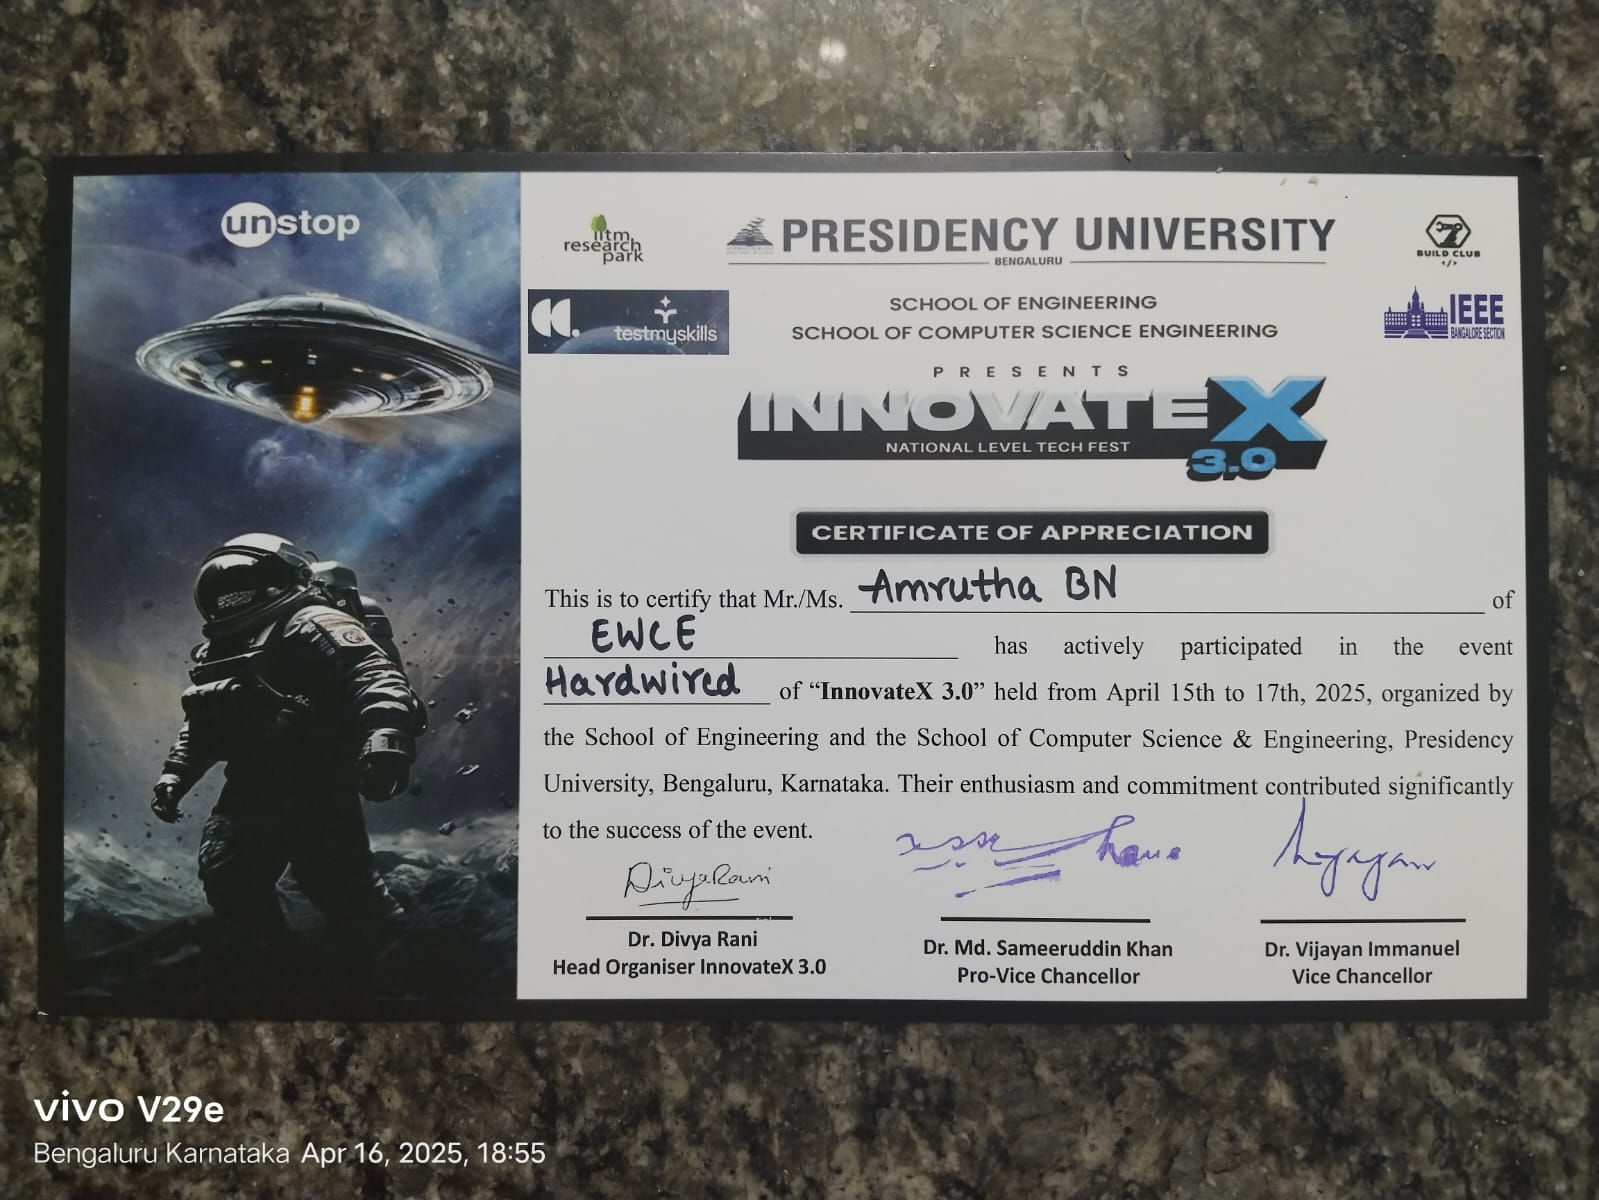 unstop
iitm
research
park
PRESIDENCY UNIVERSITY
BENGALURU
BUILD CLUB
</>
testmyskills
IEEE
BANGALORE SECTION
SCHOOL OF ENGINEERING
SCHOOL OF COMPUTER SCIENCE ENGINEERING
PRESENTS
INNOVATEX
NATIONAL LEVEL TECH FEST
3.0
CERTIFICATE OF APPRECIATION
This is to certify that Mr./Ms. Amrutha BN of
EWCE has actively participated in the event
Hardwired of “InnovateX 3.0” held from April 15th to 17th, 2025, organized by
the School of Engineering and the School of Computer Science & Engineering, Presidency
University, Bengaluru, Karnataka. Their enthusiasm and commitment contributed significantly
to the success of the event.
DivyaRani
Dr. Divya Rani
Head Organiser InnovateX 3.0
Dr. Md. Sameeruddin Khan
Pro-Vice Chancellor
Dr. Vijayan Immanuel
Vice Chancellor
vivo V29e
Bengaluru Karnataka Apr 16, 2025, 18:55